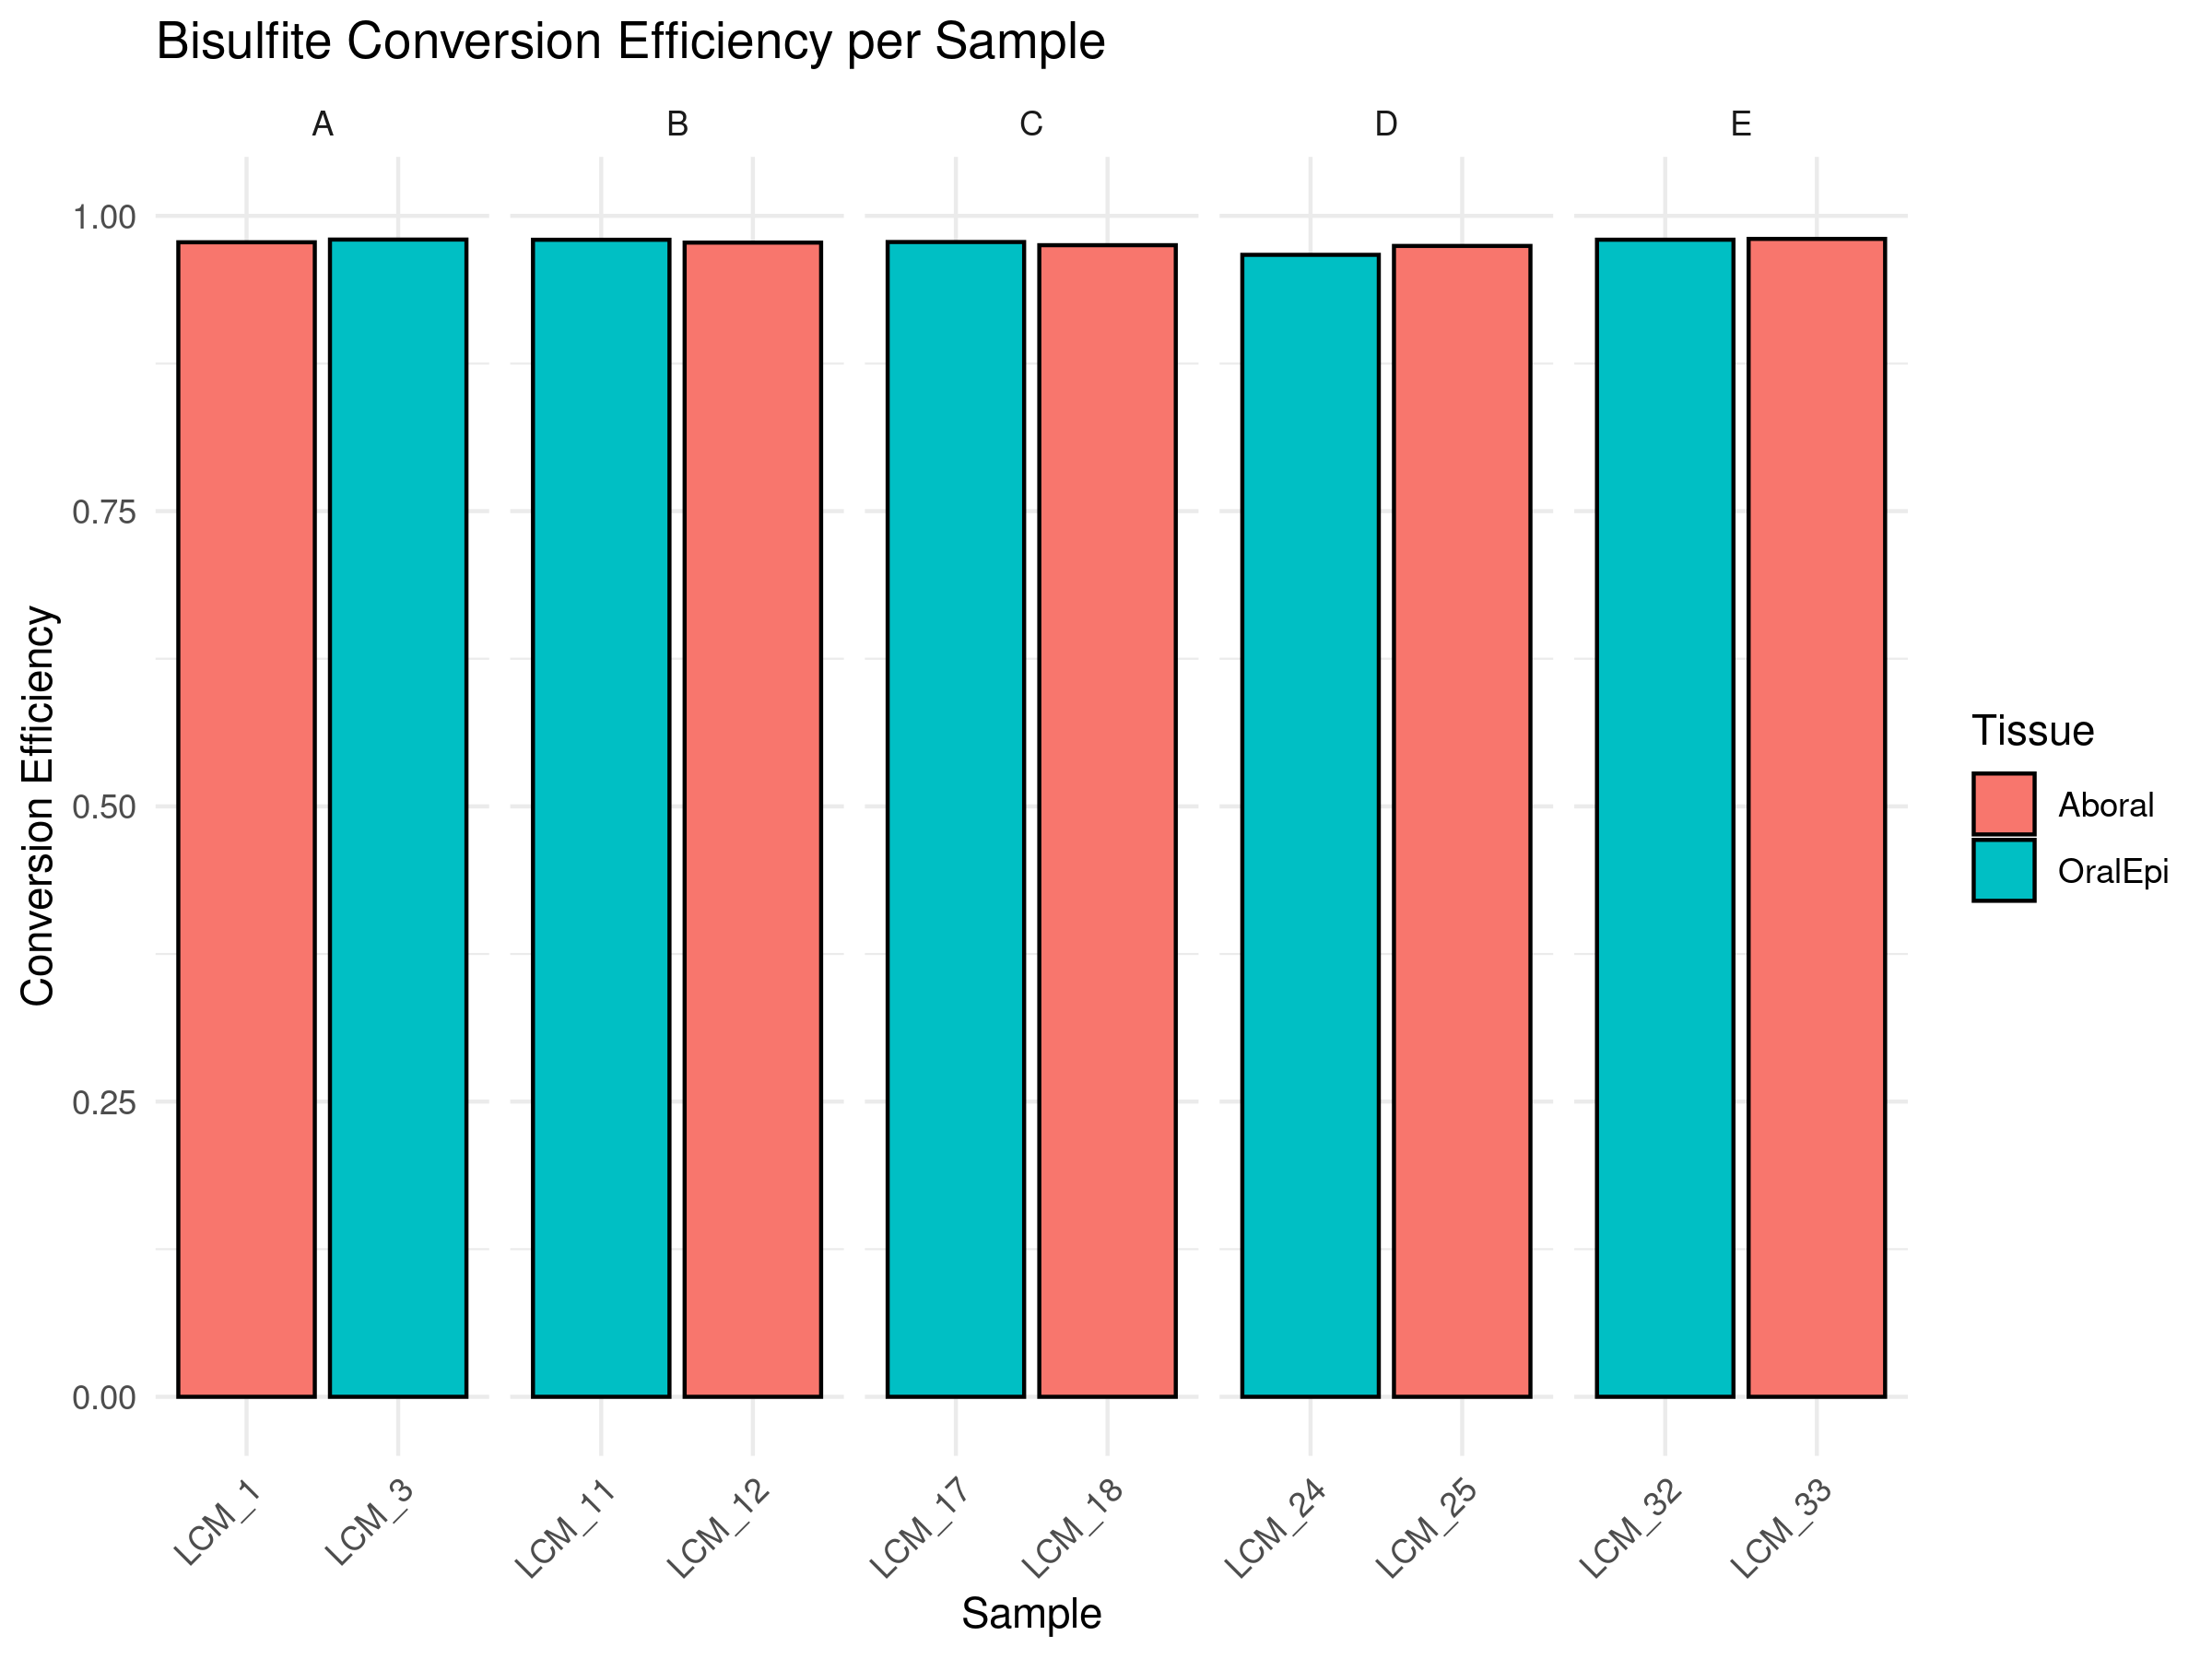 Bisulfite Conversion Efficiency per Sample
A B C D E
1.00
0.75
0.50
0.25
0.00
Conversion Efficiency
LCM_1 LCM_3 LCM_11 LCM_12 LCM_17 LCM_18 LCM_24 LCM_25 LCM_32 LCM_33
Sample
Tissue
Aboral
OralEpi